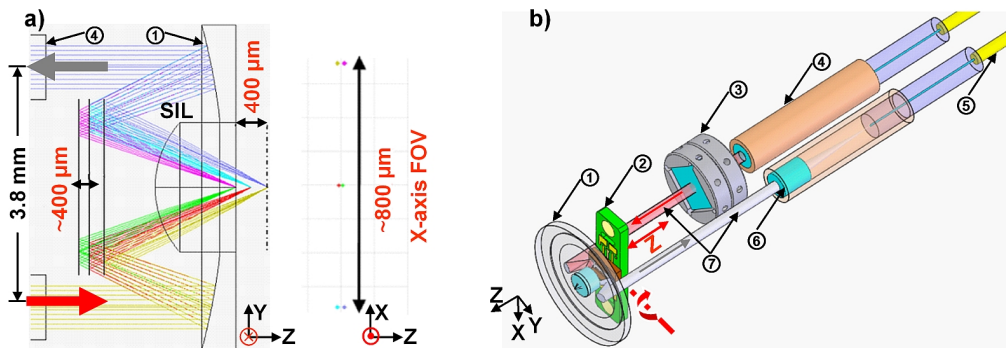 a)
④
①
3.8 mm
SIL
400 µm
~400 µm
Y
Z
~800 µm
X-axis FOV
X
Z
b)
①
②
③
④
⑤
⑥
⑦
Z
Z
X
Y